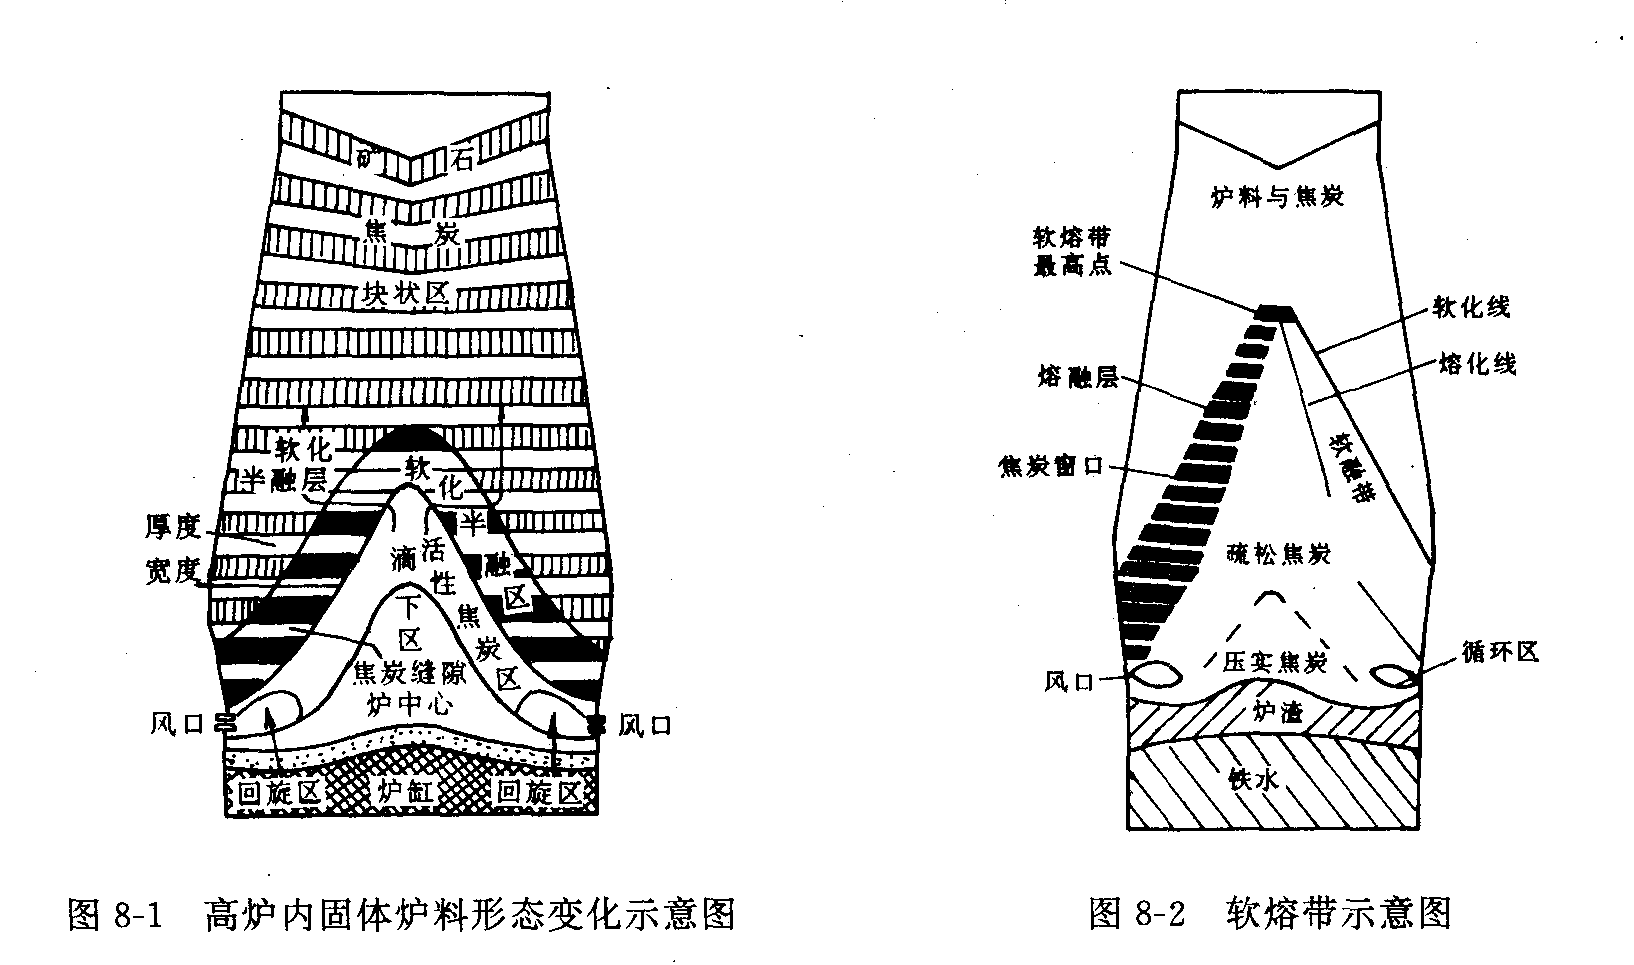 矿石
焦炭
块状区
软化
半融层
软化半融区
厚度
宽度
滴下区
活性焦炭区
焦炭缝隙
炉中心
风口
风口
回旋区
炉缸
回旋区
图 8-1 高炉内固体炉料形态变化示意图
炉料与焦炭
软熔带
最高点
软化线
熔化线
熔融层
软融带
焦炭窗口
疏松焦炭
压实焦炭
循环区
风口
炉渣
铁水
图 8-2 软熔带示意图